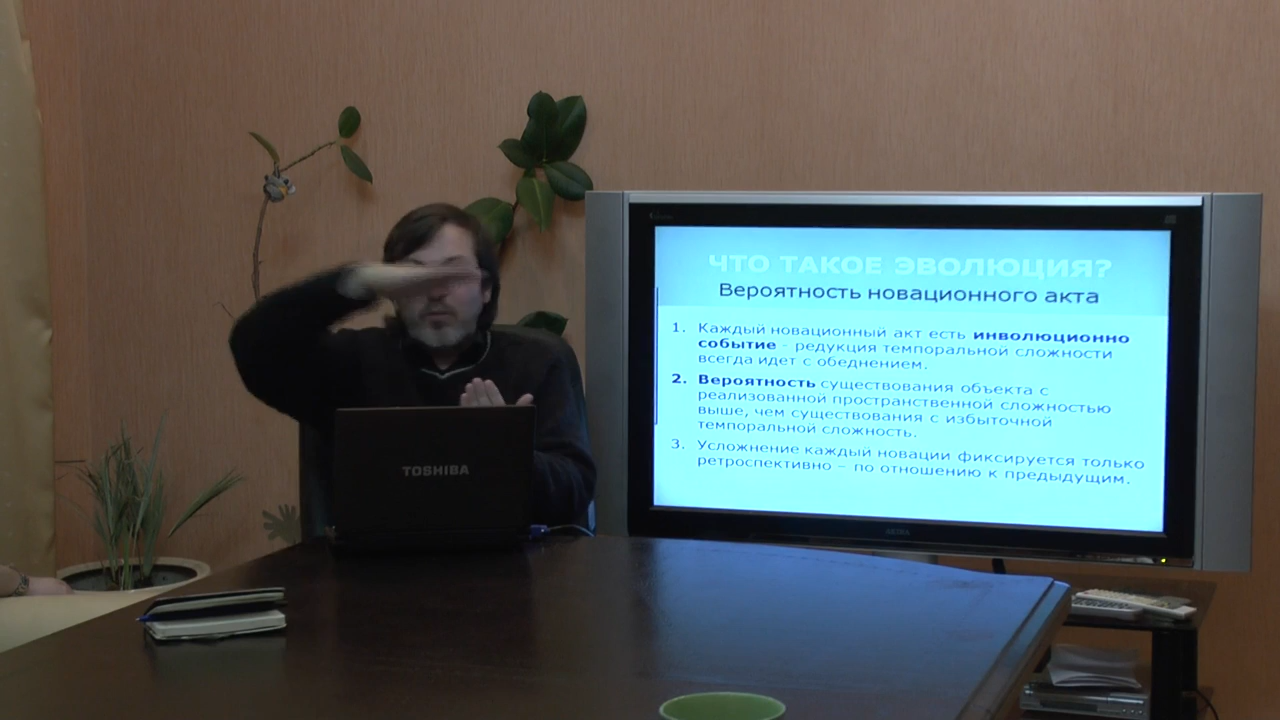 ЧТО ТАКОЕ ЭВОЛЮЦИЯ?
Вероятность новационного акта
1. Каждый новационный акт есть инволюционно
событие - редукция темпоральной сложности
всегда идет с обеднением.
2. Вероятность существования объекта с
реализованной пространственной сложностью
выше, чем существования с избыточной
темпоральной сложность.
3. Усложнение каждый новации фиксируется только
ретроспективно – по отношению к предыдущим.
TOSHIBA